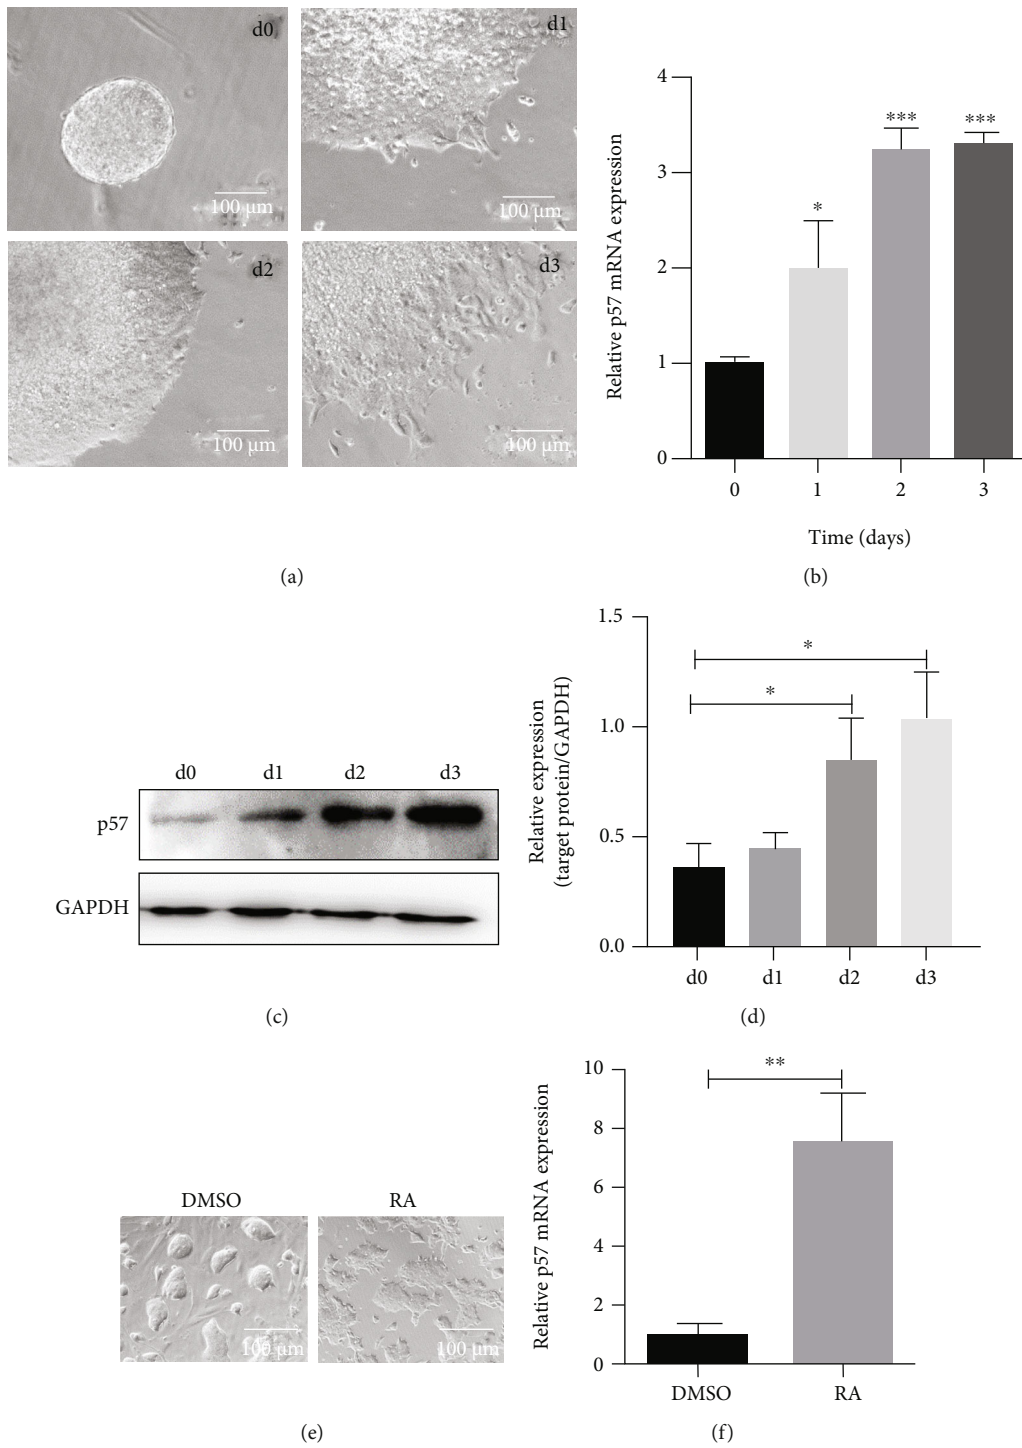 d0
100 μm
d1
100 μm
d2
100 μm
d3
100 μm
(a)
Relative p57 mRNA expression
4
3
2
1
0
*
***
***
0 1 2 3
Time (days)
(b)
d0 d1 d2 d3
p57
GAPDH
(c)
Relative expression
(target protein/GAPDH)
1.5
1.0
0.5
0.0
*
*
d0 d1 d2 d3
(d)
DMSO
100 μm
RA
100 μm
(e)
Relative p57 mRNA expression
10
8
6
4
2
0
**
DMSO RA
(f)